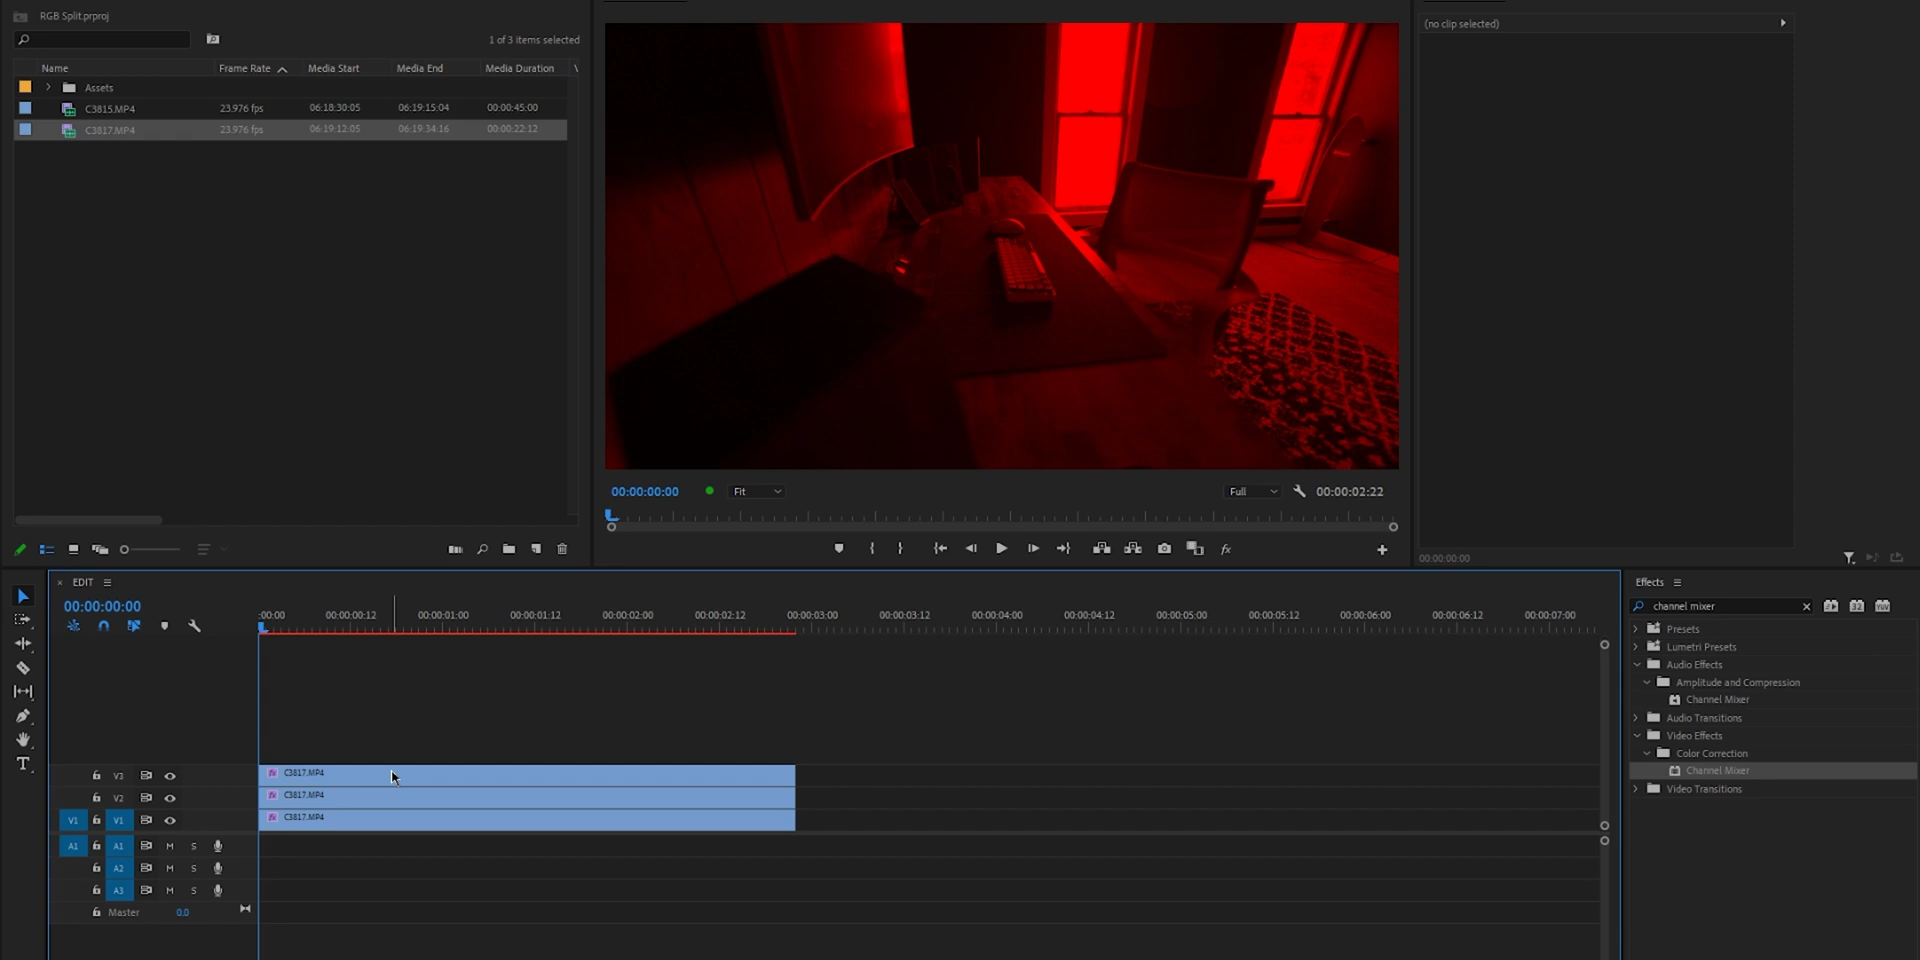 RGB Split.prproj
1 of 3 items selected
Name Frame Rate Media Start Media End Media Duration
Assets
C3815.MP4 23.976 fps 06:18:30:05 06:19:15:04 00:00:45:00
C3817.MP4 23.976 fps 06:19:12:05 06:19:34:16 00:00:22:12
00:00:00:00 Fit Full 00:00:02:22
(no clip selected)
00:00:00:00
× EDIT
00:00:00:00
:00:00 00:00:00:12 00:00:01:00 00:00:01:12 00:00:02:00 00:00:02:12 00:00:03:00 00:00:03:12 00:00:04:00 00:00:04:12 00:00:05:00 00:00:05:12 00:00:06:00 00:00:06:12 00:00:07:00
V3 fx C3817.MP4
V2 fx C3817.MP4
V1 V1 fx C3817.MP4
A1 A1 M S
A2 M S
A3 M S
Master 0.0
Effects
channel mixer × 32 YUV
Presets
Lumetri Presets
Audio Effects
Amplitude and Compression
Channel Mixer
Audio Transitions
Video Effects
Color Correction
Channel Mixer
Video Transitions